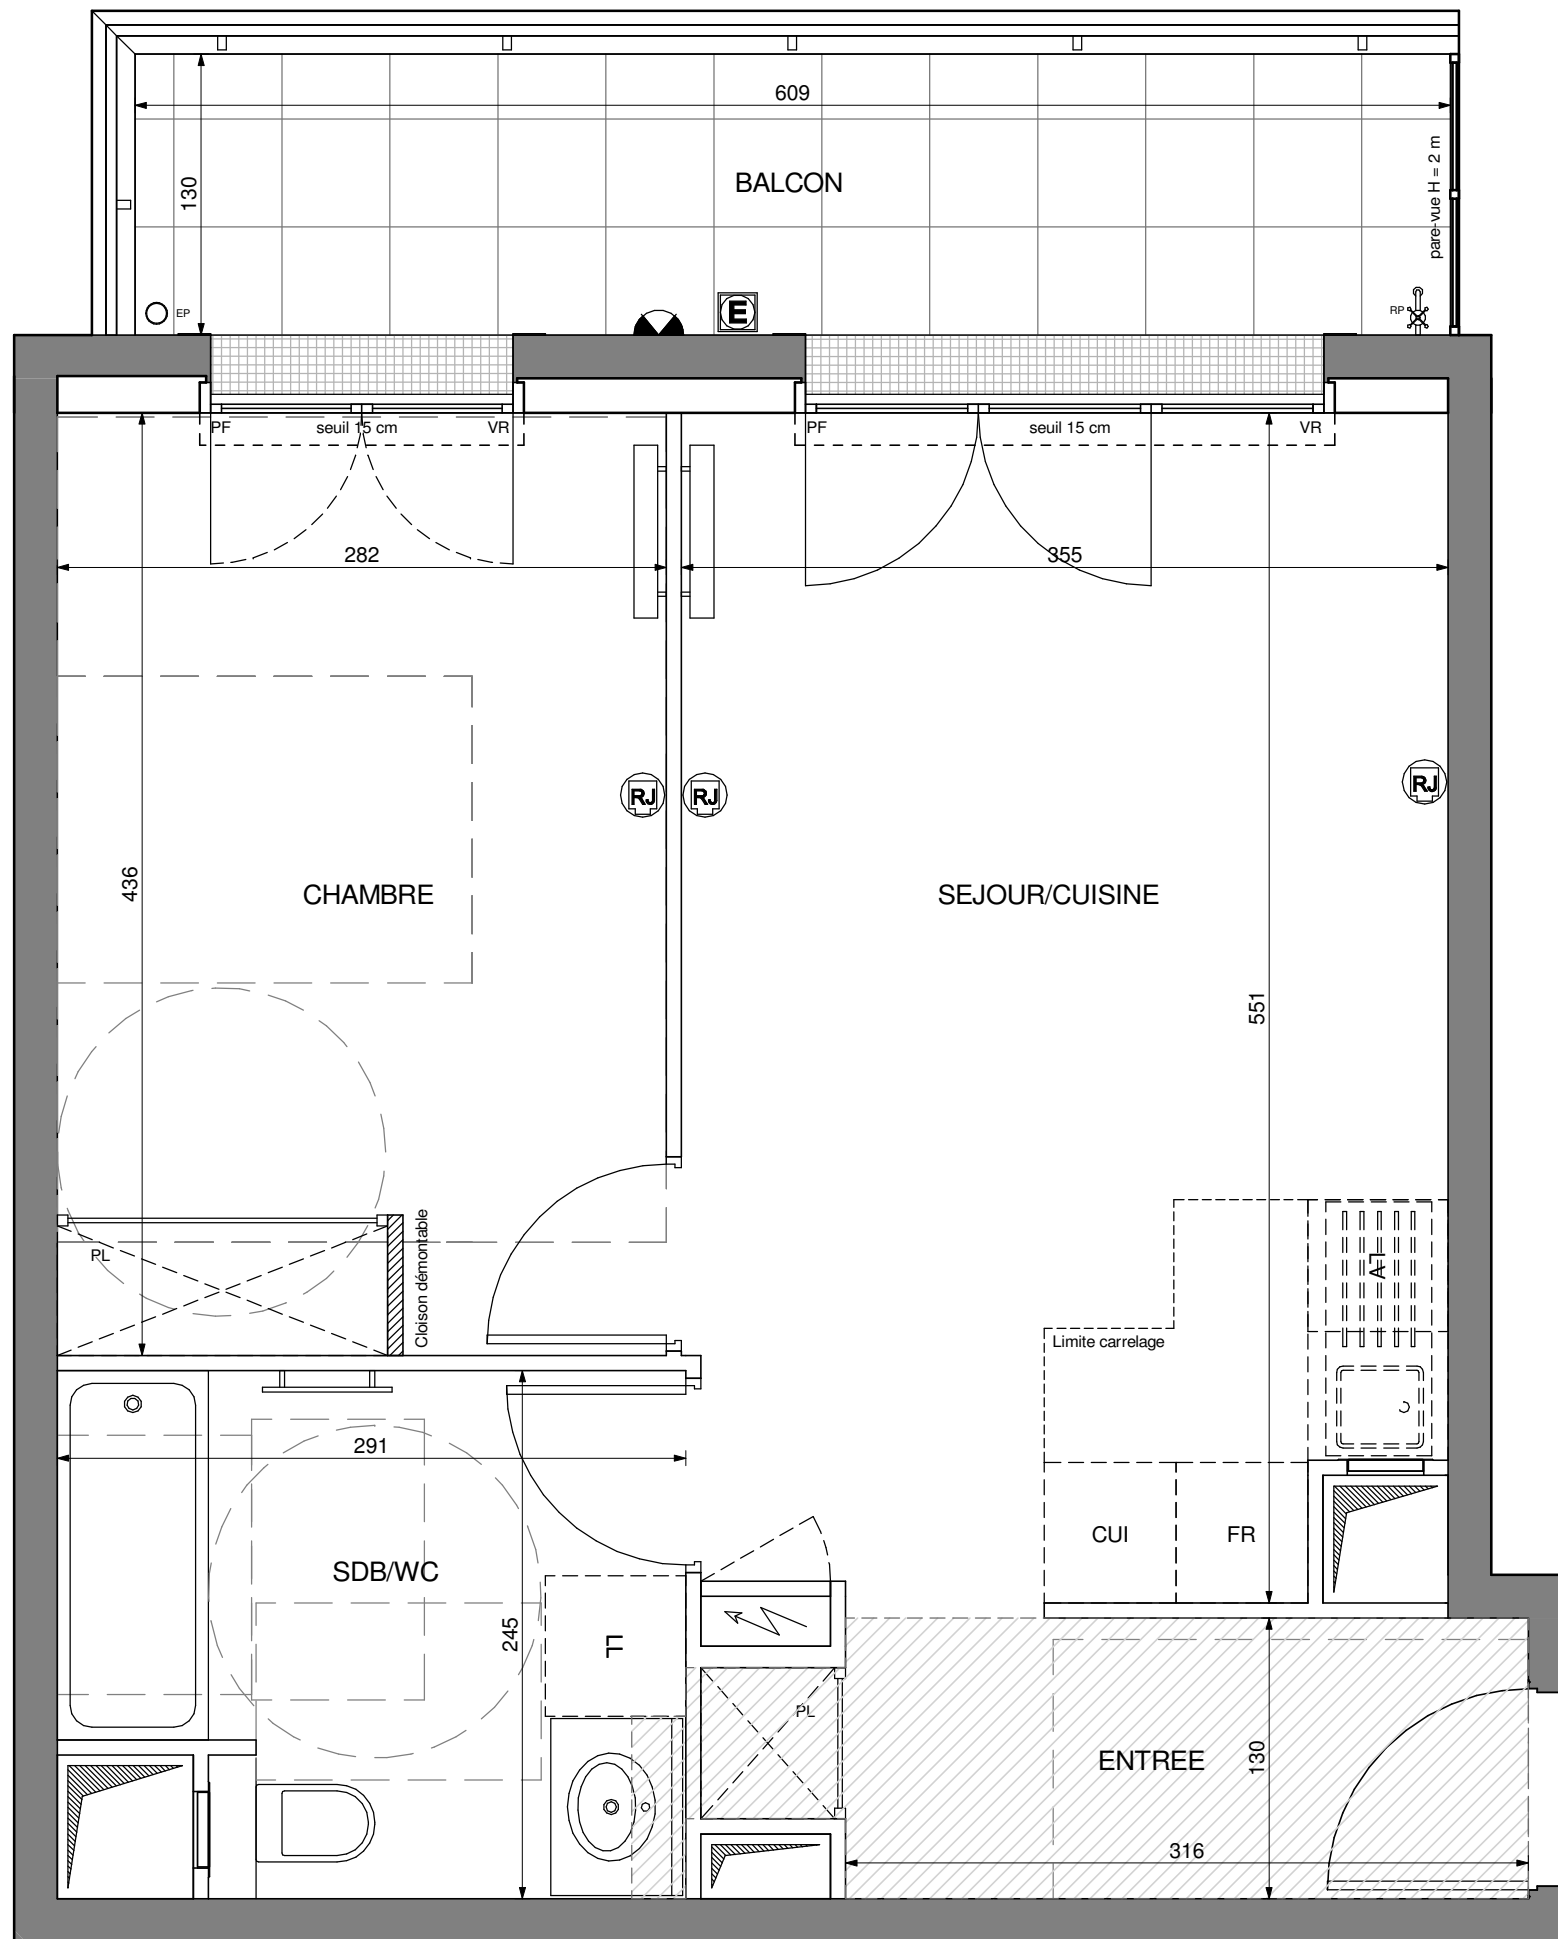 609
130
BALCON
pare-vue H = 2 m
EP
E
RP
PF
seuil 15 cm
VR
PF
seuil 15 cm
VR
282
355
RJ
RJ
RJ
436
CHAMBRE
SEJOUR/CUISINE
551
PL
Cloison démontable
LV
Limite carrelage
291
CUI
FR
SDB/WC
245
LL
PL
ENTREE
130
316